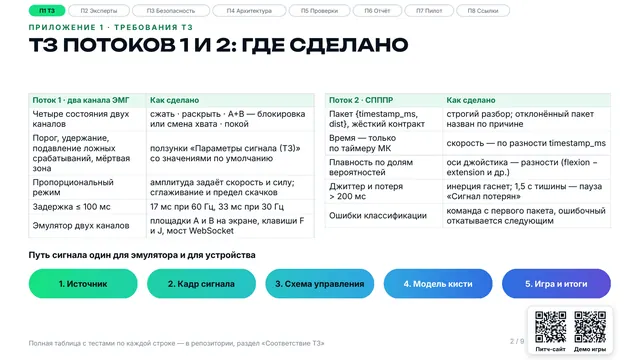 П1 ТЗ
П2 Эксперты
П3 Безопасность
П4 Архитектура
П5 Проверки
П6 Отчёт
П7 Пилот
П8 Ссылки
ПРИЛОЖЕНИЕ 1 · ТРЕБОВАНИЯ ТЗ
ТЗ ПОТОКОВ 1 И 2: ГДЕ СДЕЛАНО
Поток 1 · два канала ЭМГ
Как сделано
Четыре состояния двух
каналов
сжать · раскрыть · A+B — блокировка
или смена хвата · покой
Порог, удержание,
подавление ложных
срабатываний, мёртвая
зона
ползунки «Параметры сигнала (ТЗ)»
со значениями по умолчанию
Пропорциональный
режим
амплитуда задаёт скорость и силу;
сглаживание и предел скачков
Задержка ≤ 100 мс
17 мс при 60 Гц, 33 мс при 30 Гц
Эмулятор двух каналов
площадки A и B на экране, клавиши F
и J, мост WebSocket
Поток 2 · СПППР
Как сделано
Пакет {timestamp_ms,
dist}, жёсткий контракт
строгий разбор; отклонённый пакет
назван по причине
Время — только
по таймеру МК
скорость — по разности timestamp_ms
Плавность по долям
вероятностей
оси джойстика — разности (flexion −
extension и др.)
Джиттер и потеря
> 200 мс
инерция гаснет; 1,5 с тишины — пауза
«Сигнал потерян»
Ошибки классификации
команда с первого пакета, ошибочный
откатывается следующим
Путь сигнала один для эмулятора и для устройства
1. Источник
2. Кадр сигнала
3. Схема управления
4. Модель кисти
5. Игра и итоги
Полная таблица с тестами по каждой строке — в репозитории, раздел «Соответствие ТЗ»
2 / 9
Питч-сайт
Демо игры